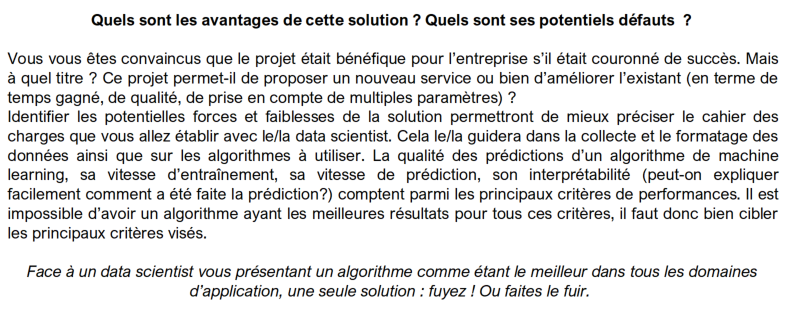 Quels sont les avantages de cette solution ? Quels sont ses potentiels défauts  ?
Vous vous êtes convaincus que le projet était bénéfique pour l'entreprise s'il était couronné de succès. Mais
à quel titre ? Ce projet permet-il de proposer un nouveau service ou bien d'améliorer l'existant (en terme de
temps gagné, de qualité, de prise en compte de multiples paramètres) ?
Identifier les potentielles forces et faiblesses de la solution permettront de mieux préciser le cahier des
charges que vous allez établir avec le/la data scientist. Cela le/la guidera dans la collecte et le formatage des
données ainsi que sur les algorithmes à utiliser. La qualité des prédictions d'un algorithme de machine
learning, sa vitesse d'entraînement, sa vitesse de prédiction, son interprétabilité (peut-on expliquer
facilement comment a été faite la prédiction?) comptent parmi les principaux critères de performances. Il est
impossible d'avoir un algorithme ayant les meilleures résultats pour tous ces critères, il faut donc bien cibler
les principaux critères visés.
Face à un data scientist vous présentant un algorithme comme étant le meilleur dans tous les domaines
d'application, une seule solution : fuyez ! Ou faites le fuir.